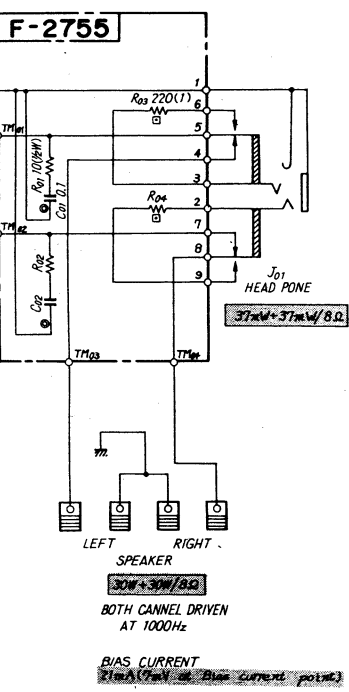 F-2755
1
R03 220(1)
6
TM01
5
4
R01 10(½W)
C01 0.1
3
R04
2
TM02
7
8
R02
C02
9
J01
HEAD PONE
37mW+37mW/8Ω
TM03
TM04
LEFT
RIGHT
SPEAKER
30W+30W/8Ω
BOTH CANNEL DRIVEN
AT 1000Hz
BIAS CURRENT
21mA(7mV at Bias current point)